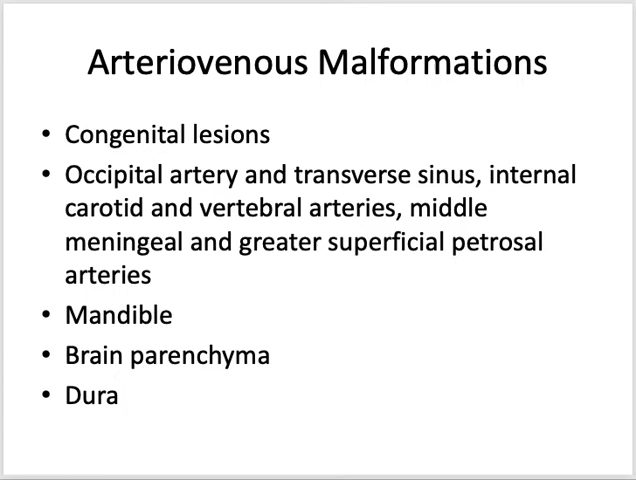 Arteriovenous Malformations
• Congenital lesions
• Occipital artery and transverse sinus, internal
carotid and vertebral arteries, middle
meningeal and greater superficial petrosal
arteries
• Mandible
• Brain parenchyma
• Dura